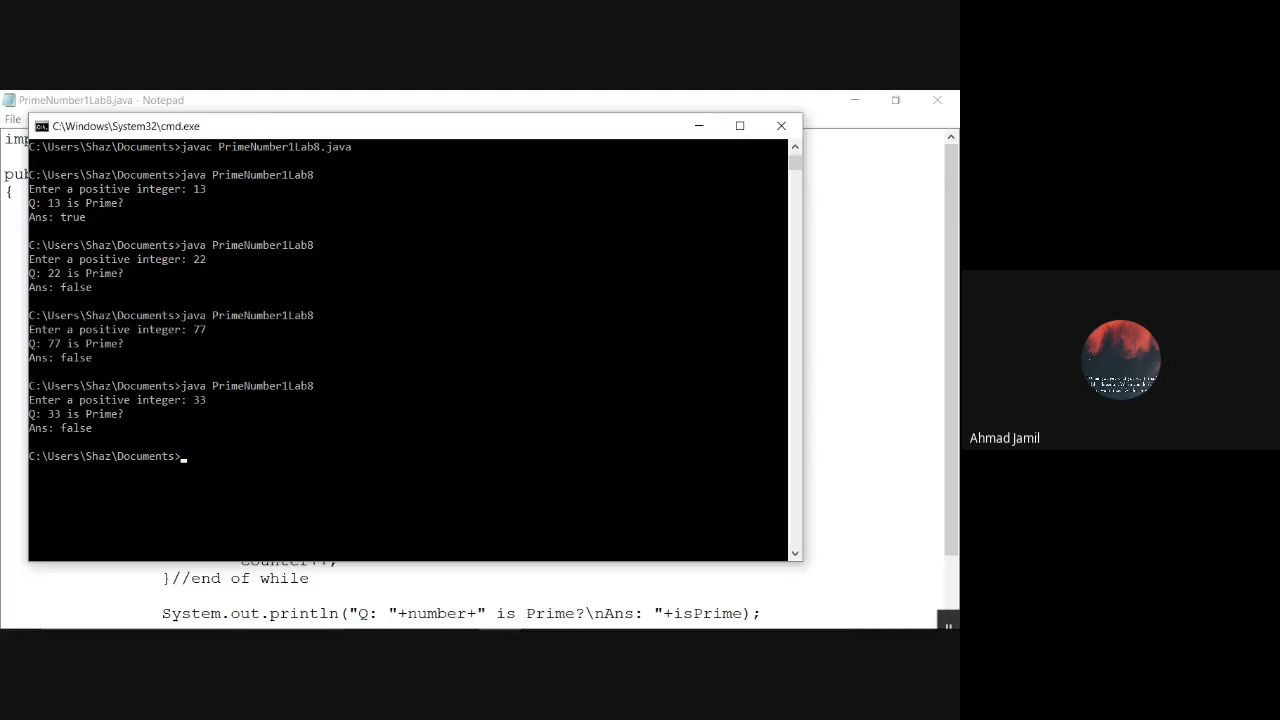 PrimeNumber1Lab8.java - Notepad
File
C:\Windows\System32\cmd.exe
imp
pub
{
C:\Users\Shaz\Documents>javac PrimeNumber1Lab8.java
C:\Users\Shaz\Documents>java PrimeNumber1Lab8
Enter a positive integer: 13
Q: 13 is Prime?
Ans: true
C:\Users\Shaz\Documents>java PrimeNumber1Lab8
Enter a positive integer: 22
Q: 22 is Prime?
Ans: false
C:\Users\Shaz\Documents>java PrimeNumber1Lab8
Enter a positive integer: 77
Q: 77 is Prime?
Ans: false
C:\Users\Shaz\Documents>java PrimeNumber1Lab8
Enter a positive integer: 33
Q: 33 is Prime?
Ans: false
C:\Users\Shaz\Documents>
counter++;
}//end of while
System.out.println("Q: "+number+" is Prime?\nAns: "+isPrime);
Ahmad Jamil